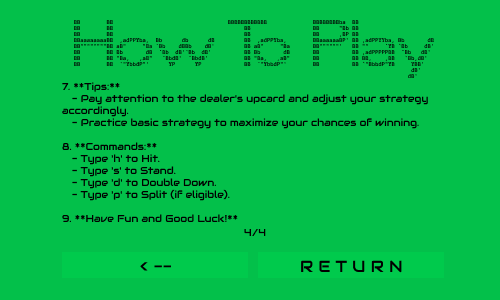 7. **Tips:**
- Pay attention to the dealer's upcard and adjust your strategy
accordingly.
- Practice basic strategy to maximize your chances of winning.
8. **Commands:**
- Type 'h' to Hit.
- Type 's' to Stand.
- Type 'd' to Double Down.
- Type 'p' to Split (if eligible).
9. **Have Fun and Good Luck!**
4/4
< --
RETURN